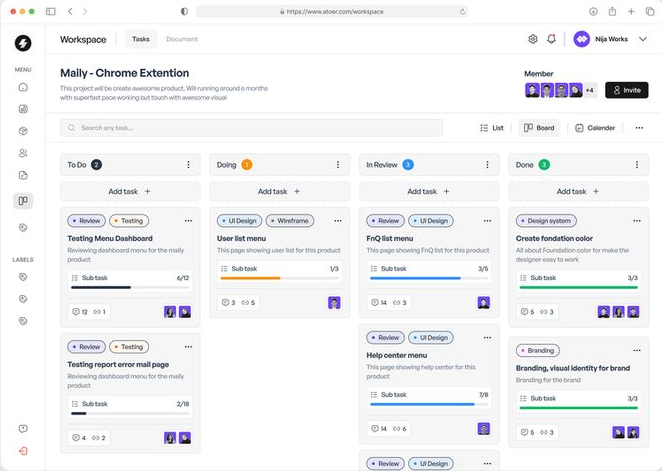 https://www.atoer.com/workspace
Workspace
Tasks
Document
Nija Works
MENU
LABELS
Maily - Chrome Extention
This project will be create awesome product. Will running around 6 months
with superfast pace working but touch with awesome visual
Member
+4
Invite
Search any task...
List
Board
Calender
To Do 2
Add task +
Review
Testing
Testing Menu Dashboard
Reviewing dashboard menu for the maily
product
Sub task 6/12
12 1
Review
Testing
Testing report error mail page
Reviewing dashboard menu for the maily
product
Sub task 2/18
4 2
Doing 1
Add task +
UI Design
Wireframe
User list menu
This page showing user list for this product
Sub task 1/3
3 5
In Review 3
Add task +
Review
UI Design
FnQ list menu
This page showing FnQ list for this product
Sub task 3/5
14 3
Review
UI Design
Help center menu
This page showing help center for this
product
Sub task 7/8
14 6
Review
UI Design
Done 3
Add task +
Design system
Create fondation color
All about Foundation color for make the
designer easy to work
Sub task 3/3
5 3
Branding
Branding, visual identity for brand
Branding for the brand
Sub task 3/3
5 3